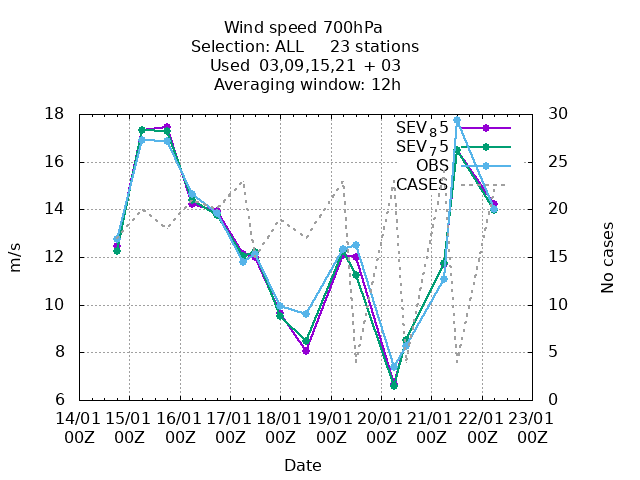 Wind speed 700hPa
Selection: ALL 23 stations
Used 03,09,15,21 + 03
Averaging window: 12h
18 30
SEV85
SEV75
16 25
OBS
CASES
14 20
12 15
m/s
No cases
10 10
8 5
6 0
14/01 15/01 16/01 17/01 18/01 19/01 20/01 21/01 22/01 23/01
00Z 00Z 00Z 00Z 00Z 00Z 00Z 00Z 00Z 00Z
Date